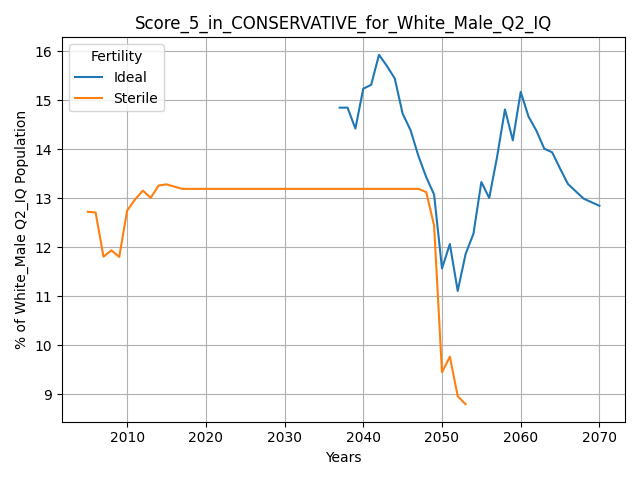 Score_5_in_CONSERVATIVE_for_White_Male_Q2_IQ
Fertility
Ideal
Sterile
% of White_Male Q2_IQ Population
16
15
14
13
12
11
10
9
2010 2020 2030 2040 2050 2060 2070
Years